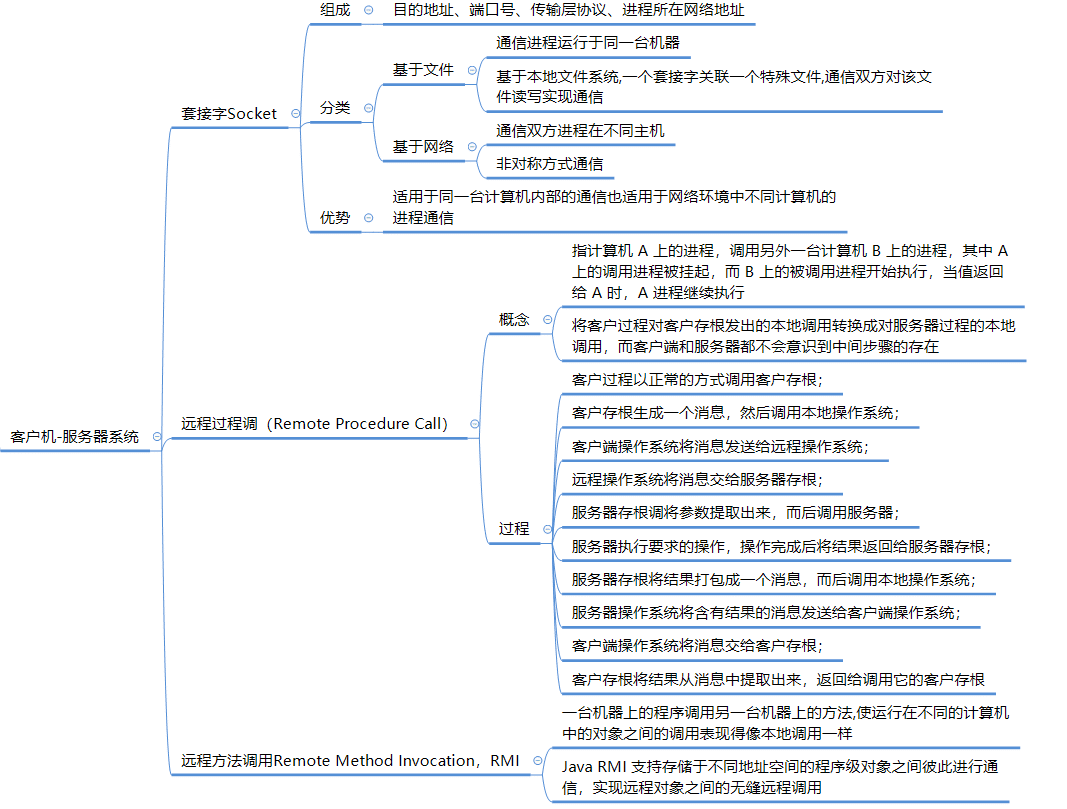 组成
目的地址、端口号、传输层协议、进程所在网络地址
通信进程运行于同一台机器
基于文件
基于本地文件系统,一个套接字关联一个特殊文件,通信双方对该文
件读写实现通信
分类
套接字Socket
通信双方进程在不同主机
基于网络
非对称方式通信
适用于同一台计算机内部的通信也适用于网络环境中不同计算机的
进程通信
优势
指计算机 A 上的进程，调用另外一台计算机 B 上的进程，其中 A
上的调用进程被挂起，而 B 上的被调用进程开始执行，当值返回
给 A 时，A 进程继续执行
概念
将客户过程对客户存根发出的本地调用转换成对服务器过程的本地
调用，而客户端和服务器都不会意识到中间步骤的存在
客户过程以正常的方式调用客户存根；
客户存根生成一个消息，然后调用本地操作系统；
远程过程调（Remote Procedure Call）
客户机-服务器系统
客户端操作系统将消息发送给远程操作系统；
远程操作系统将消息交给服务器存根；
服务器存根调将参数提取出来，而后调用服务器；
过程
服务器执行要求的操作，操作完成后将结果返回给服务器存根；
服务器存根将结果打包成一个消息，而后调用本地操作系统；
服务器操作系统将含有结果的消息发送给客户端操作系统；
客户端操作系统将消息交给客户存根；
客户存根将结果从消息中提取出来，返回给调用它的客户存根
一台机器上的程序调用另一台机器上的方法,使运行在不同的计算机
中的对象之间的调用表现得像本地调用一样
远程方法调用Remote Method Invocation，RMI
Java RMI 支持存储于不同地址空间的程序级对象之间彼此进行通
信，实现远程对象之间的无缝远程调用